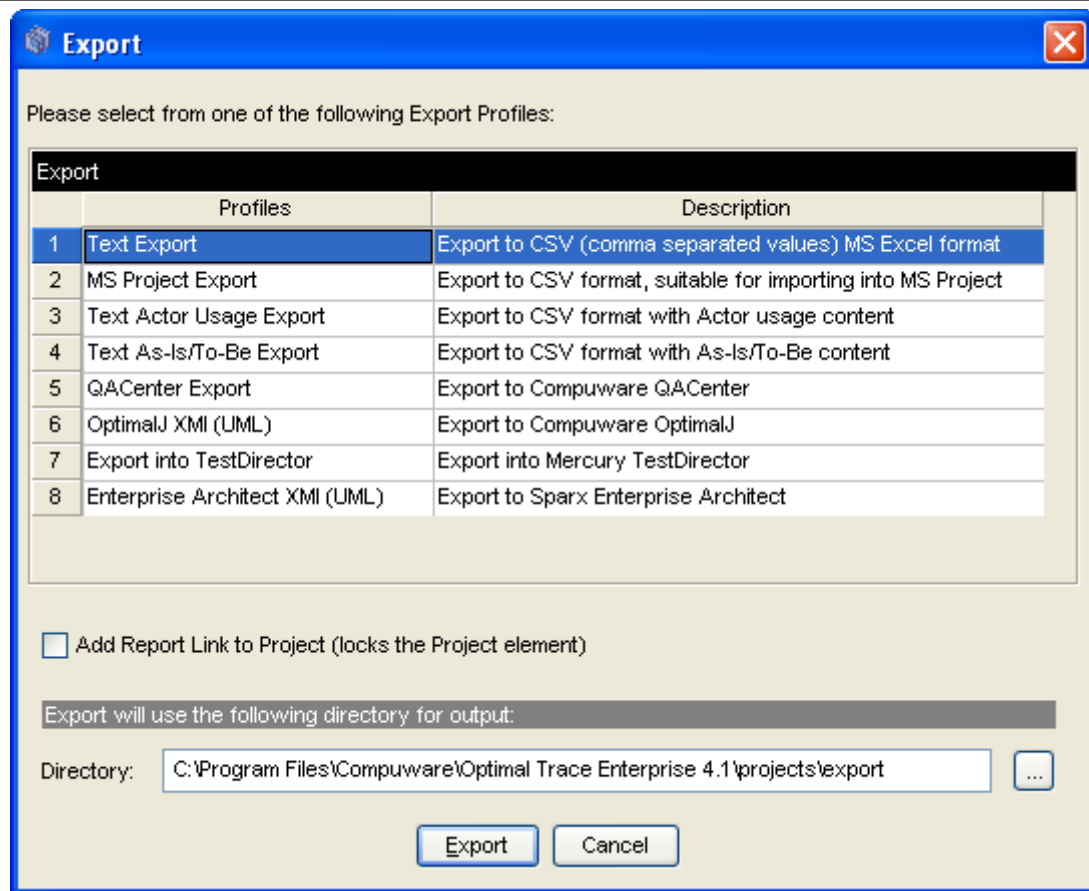 Export
Please select from one of the following Export Profiles:
Export
Profiles Description
1 Text Export Export to CSV (comma separated values) MS Excel format
2 MS Project Export Export to CSV format, suitable for importing into MS Project
3 Text Actor Usage Export Export to CSV format with Actor usage content
4 Text As-Is/To-Be Export Export to CSV format with As-Is/To-Be content
5 QACenter Export Export to Compuware QACenter
6 OptimalJ XMI (UML) Export to Compuware OptimalJ
7 Export into TestDirector Export into Mercury TestDirector
8 Enterprise Architect XMI (UML) Export to Sparx Enterprise Architect
Add Report Link to Project (locks the Project element)
Export will use the following directory for output:
Directory: C:\Program Files\Compuware\Optimal Trace Enterprise 4.1\projects\export ...
Export Cancel